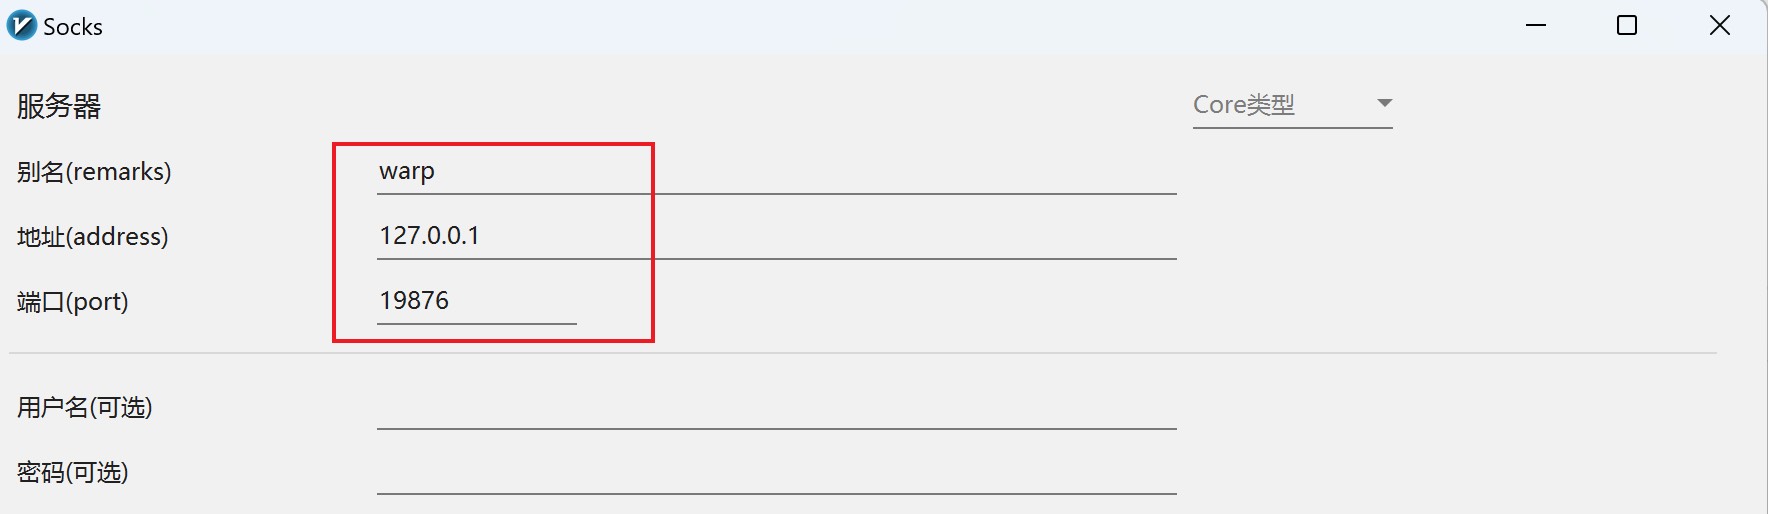 Socks
服务器
Core类型
别名(remarks)
warp
地址(address)
127.0.0.1
端口(port)
19876
用户名(可选)
密码(可选)